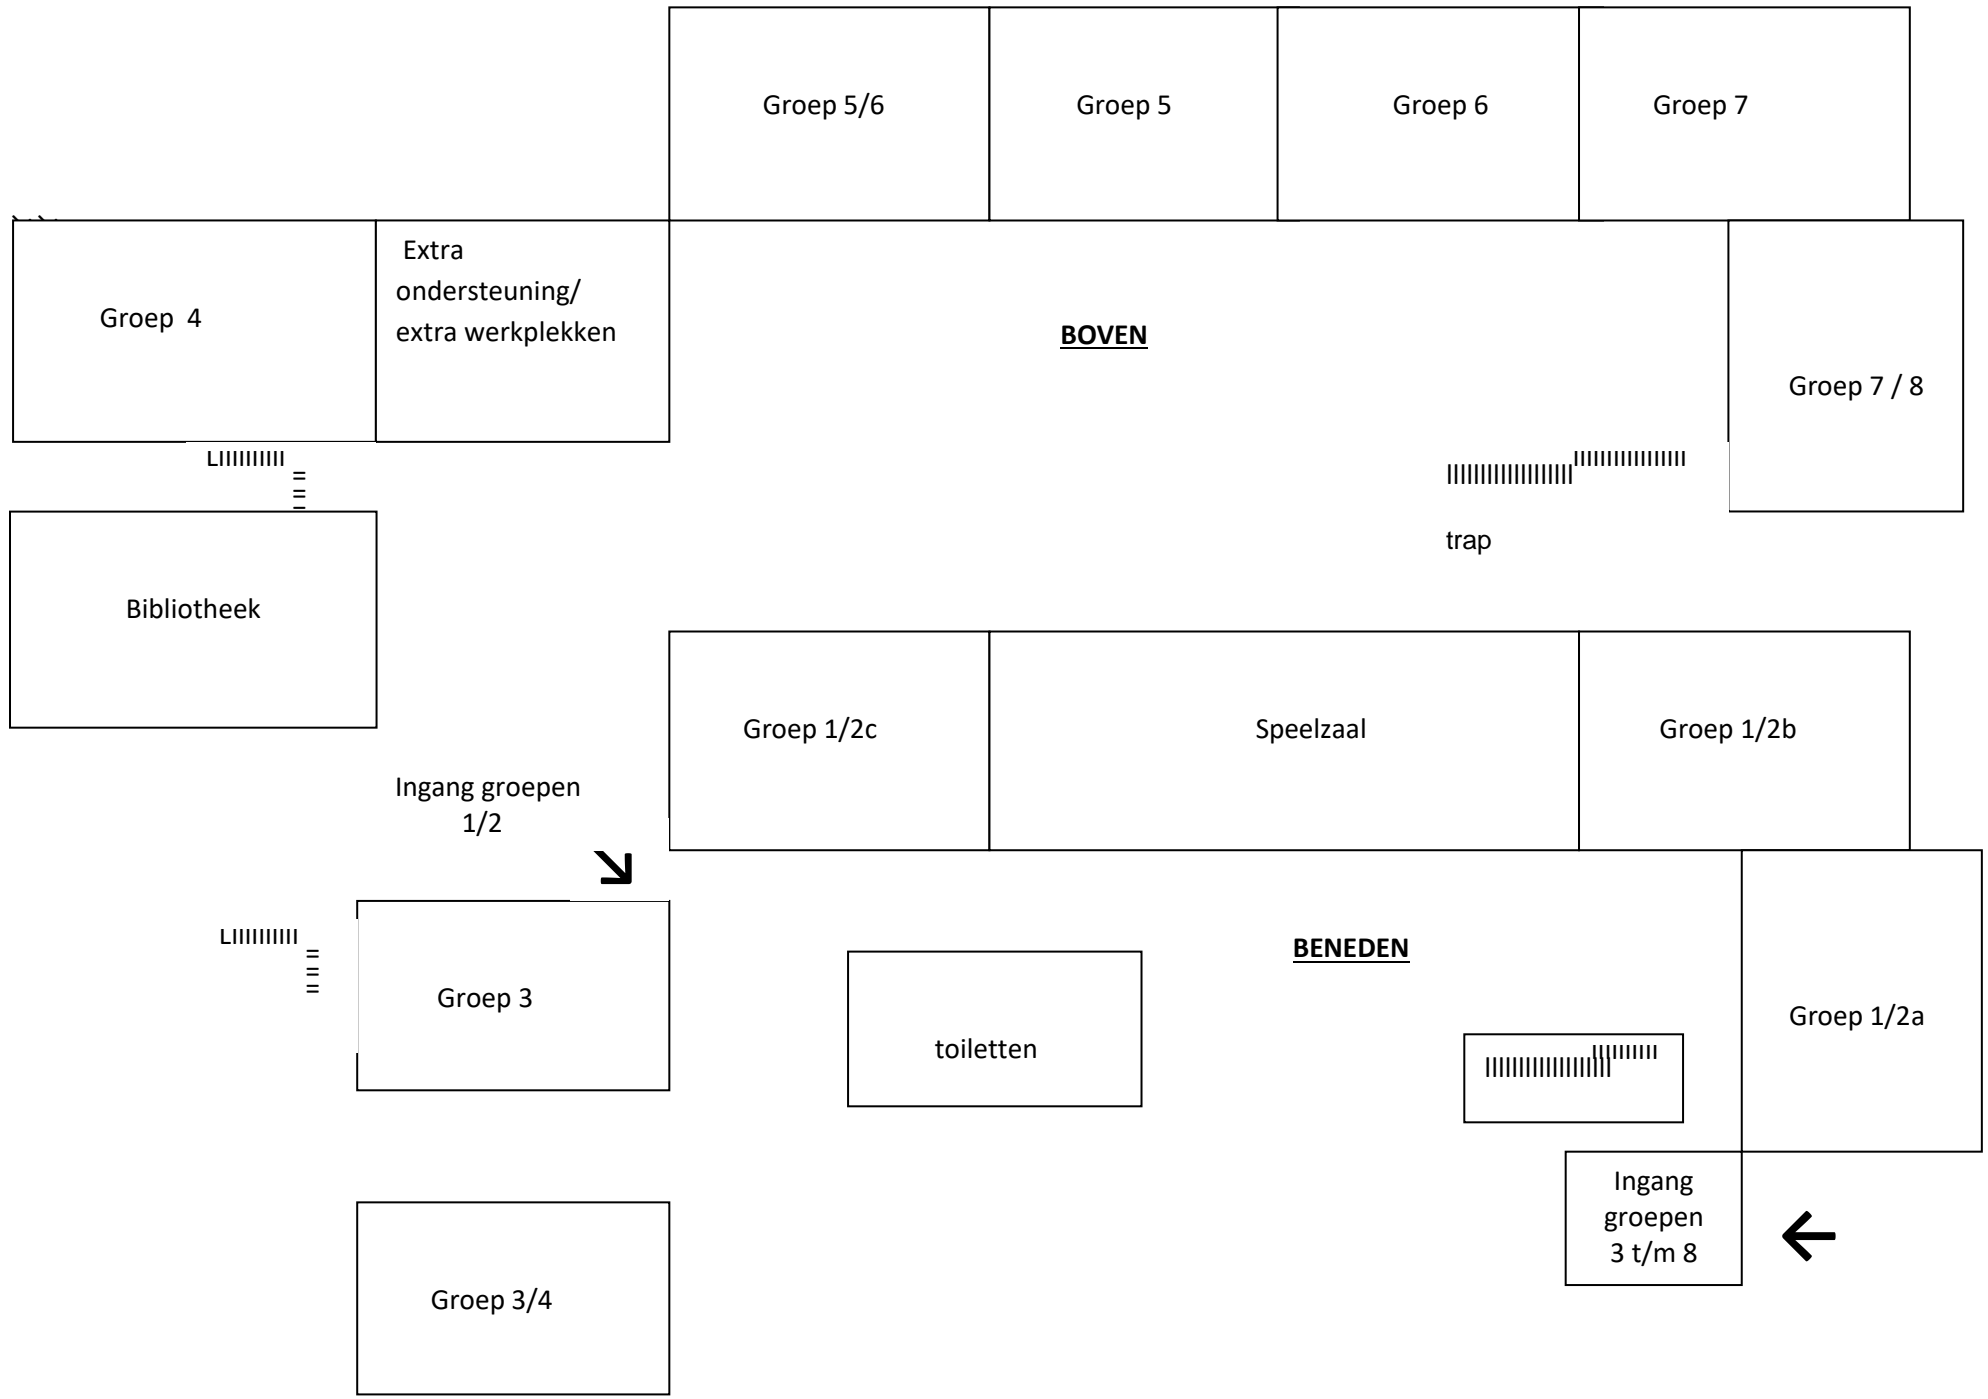 Groep 5/6
Groep 5
Groep 6
Groep 7
Groep  4
Extra
ondersteuning/
extra werkplekken
BOVEN
Groep 7 / 8
trap
Bibliotheek
Groep 1/2c
Speelzaal
Groep 1/2b
Ingang groepen
1/2
Groep 3
toiletten
BENEDEN
Groep 1/2a
Ingang
groepen
3 t/m 8
Groep 3/4